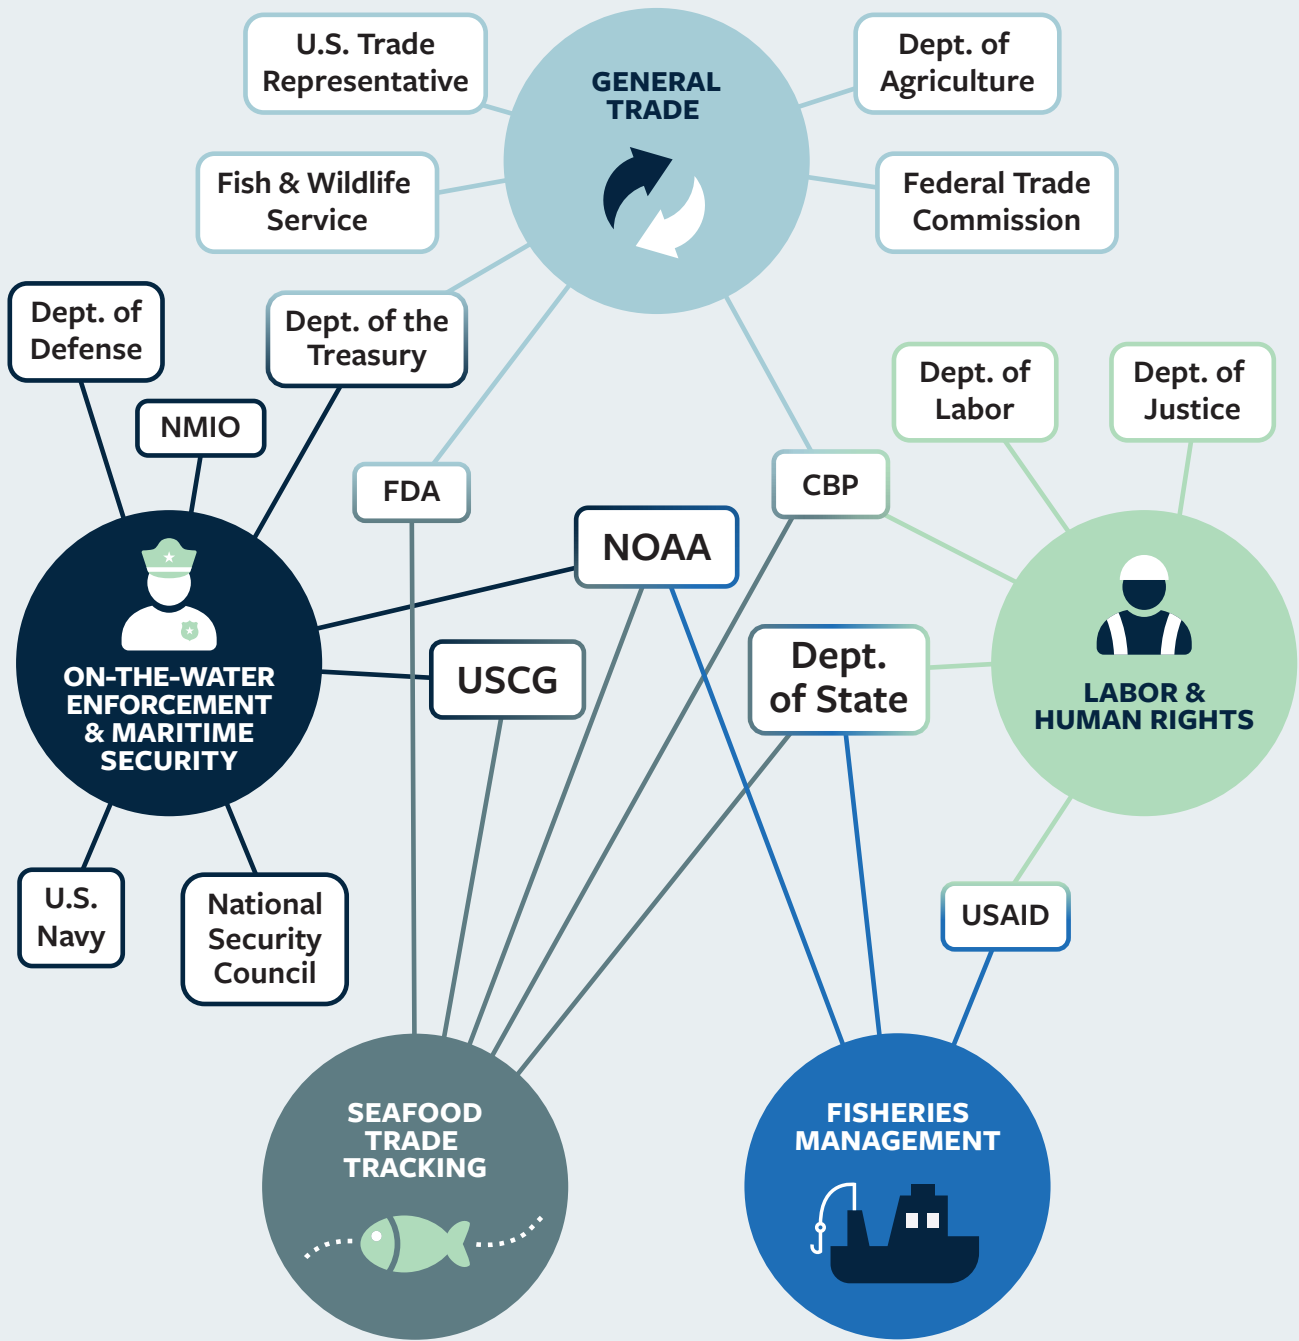 U.S. Trade
Representative
GENERAL
TRADE
Dept. of
Agriculture
Fish & Wildlife
Service
Federal Trade
Commission
Dept. of
Defense
Dept. of the
Treasury
NMIO
FDA
CBP
Dept. of
Labor
Dept. of
Justice
NOAA
ON-THE-WATER
ENFORCEMENT
& MARITIME
SECURITY
USCG
Dept.
of State
LABOR &
HUMAN RIGHTS
U.S.
Navy
National
Security
Council
USAID
SEAFOOD
TRADE
TRACKING
FISHERIES
MANAGEMENT